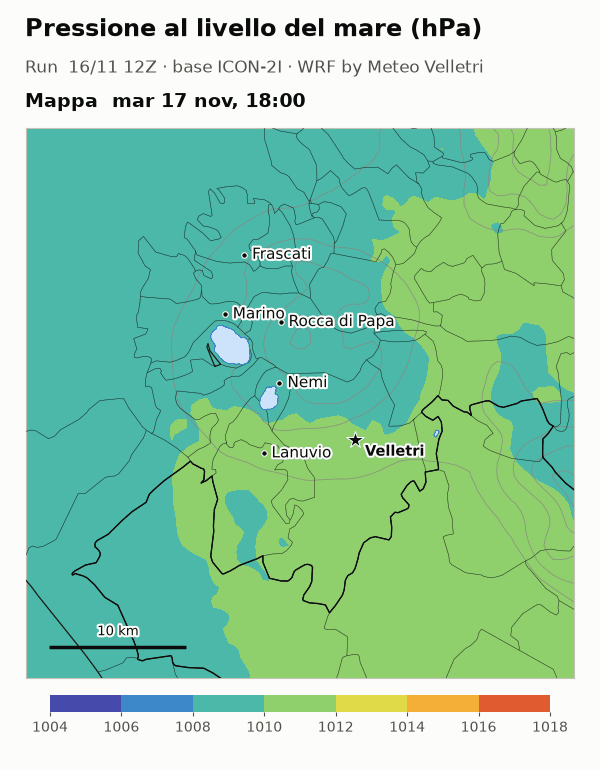 Pressione al livello del mare (hPa)
Run  16/11 12Z · base ICON-2I · WRF by Meteo Velletri
Mappa  mar 17 nov, 18:00
Frascati
Marino
Rocca di Papa
Nemi
Velletri
Lanuvio
10 km
1004 1006 1008 1010 1012 1014 1016 1018